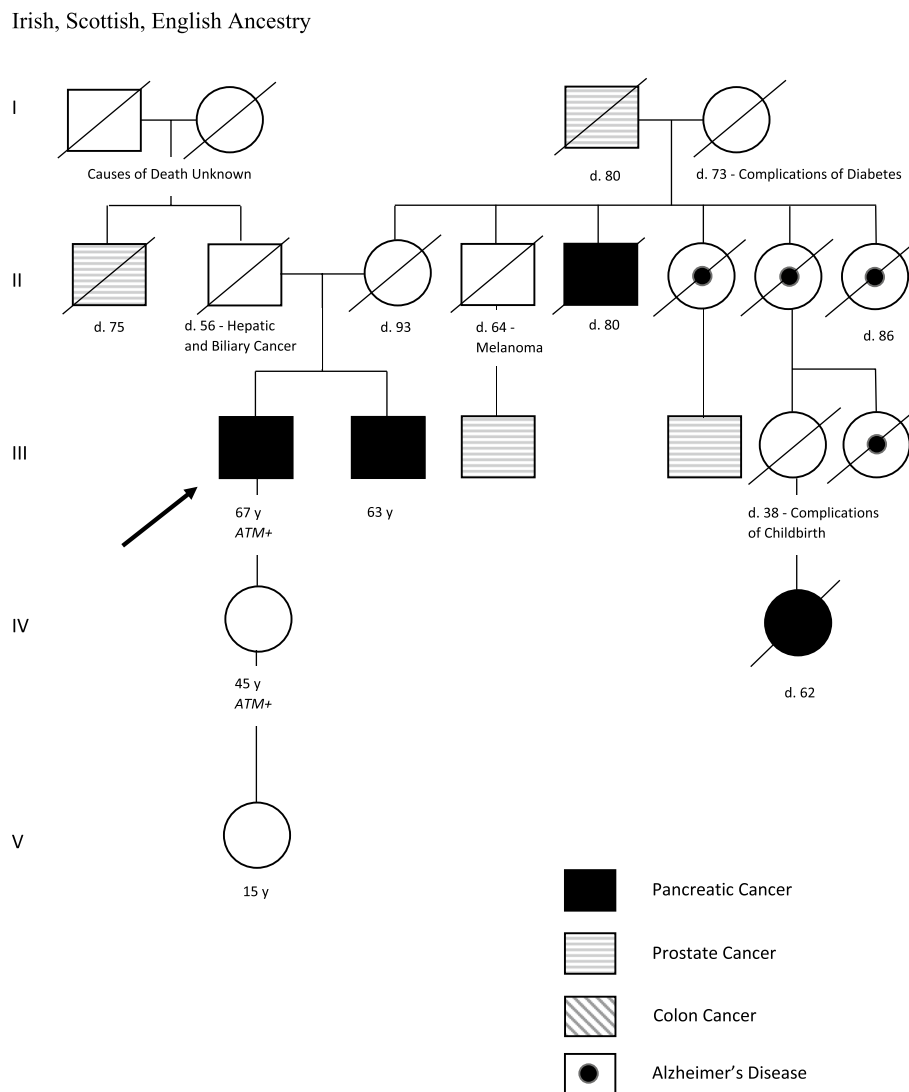 Irish, Scottish, English Ancestry
I
Causes of Death Unknown
d. 80
d. 73 - Complications of Diabetes
II
d. 75
d. 56 - Hepatic
and Biliary Cancer
d. 93
d. 64 -
Melanoma
d. 80
d. 86
III
67 y
ATM+
63 y
d. 38 - Complications
of Childbirth
IV
45 y
ATM+
d. 62
V
15 y
Pancreatic Cancer
Prostate Cancer
Colon Cancer
Alzheimer's Disease